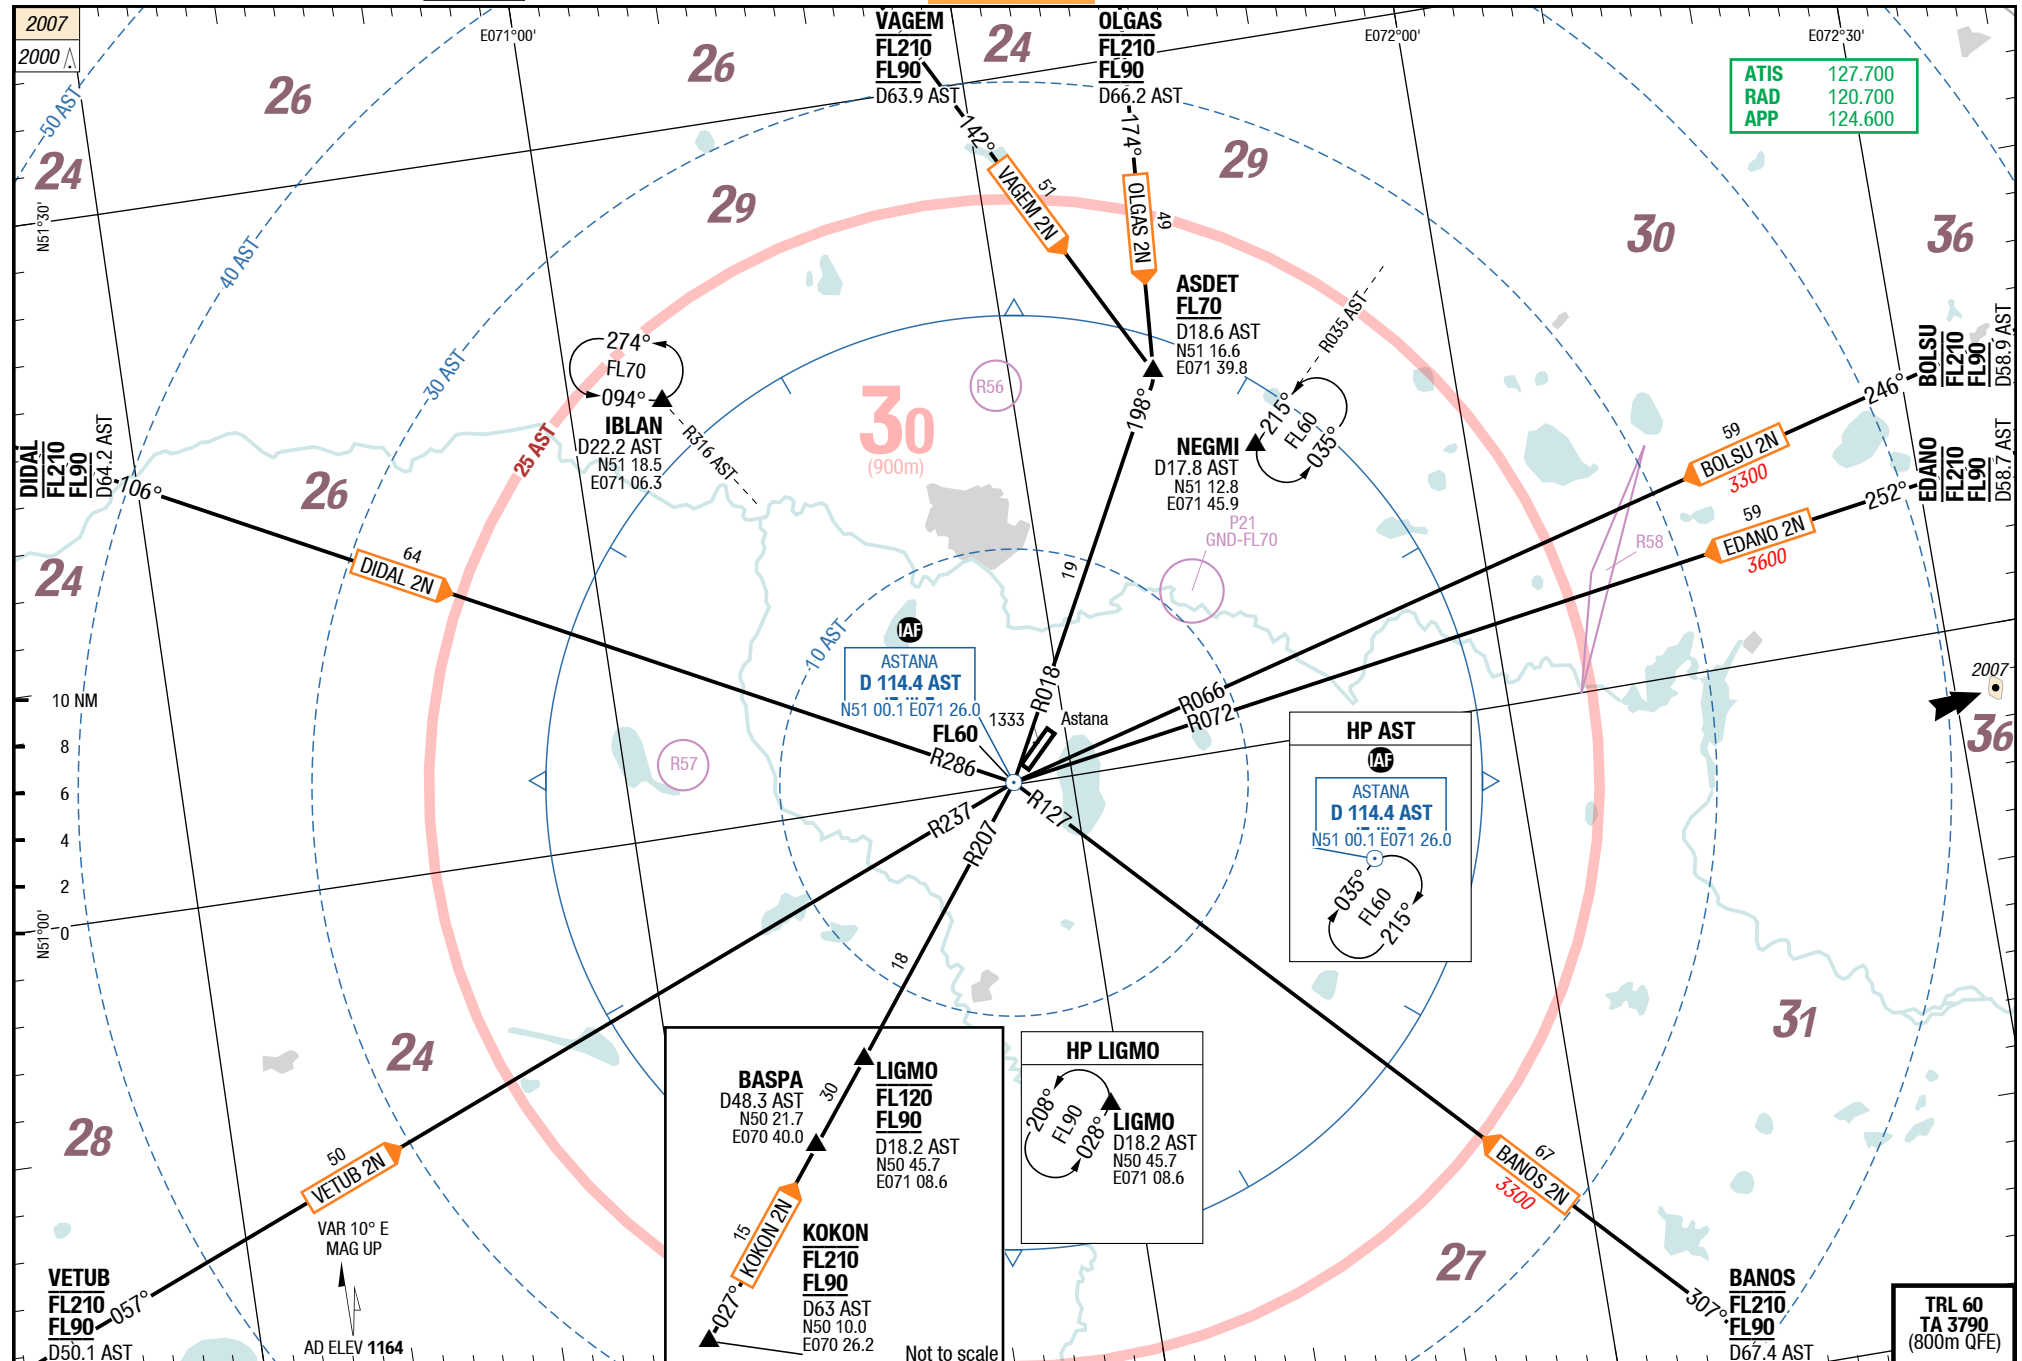 2007
2000
E071°00'
E072°00'
E072°30'
50 AST
26
26
24
VAGEM
FL210
FL90
D63.9 AST
OLGAS
FL210
FL90
D66.2 AST
ATIS 127.700
RAD 120.700
APP 124.600
24
N51°30'
40 AST
29
142°
51
VAGEM 2N
174°
OLGAS 2N
49
29
30
36
30 AST
274°
FL70
094°
IBLAN
D22.2 AST
N51 18.5
E071 06.3
R316 AST
25 AST
R56
30
(900m)
ASDET
FL70
D18.6 AST
N51 16.6
E071 39.8
198°
R035 AST
215°
FL60
035°
NEGMI
D17.8 AST
N51 12.8
E071 45.9
P21
GND-FL70
BOLSU
FL210
FL90
D58.9 AST
246°
59
BOLSU 2N
3300
EDANO
FL210
FL90
D58.7 AST
252°
59
EDANO 2N
3600
R58
DIDAL
FL210
FL90
D64.2 AST
106°
26
64
DIDAL 2N
24
19
10 AST
IAF
ASTANA
D 114.4 AST
N51 00.1 E071 26.0
FL60
1333
Astana
R018
R066
R072
R286
R237
R207
R127
R57
10 NM
8
6
4
2
0
N51°00'
2007
36
HP AST
IAF
ASTANA
D 114.4 AST
N51 00.1 E071 26.0
035°
FL60
215°
18
24
28
31
27
50
VETUB 2N
VAR 10° E
MAG UP
AD ELEV 1164
VETUB
FL210
FL90
D50.1 AST
057°
BASPA
D48.3 AST
N50 21.7
E070 40.0
30
LIGMO
FL120
FL90
D18.2 AST
N50 45.7
E071 08.6
15
KOKON 2N
027°
KOKON
FL210
FL90
D63 AST
N50 10.0
E070 26.2
Not to scale
HP LIGMO
208°
FL90
028°
LIGMO
D18.2 AST
N50 45.7
E071 08.6
67
BANOS 2N
3300
307°
BANOS
FL210
FL90
D67.4 AST
TRL 60
TA 3790
(800m QFE)